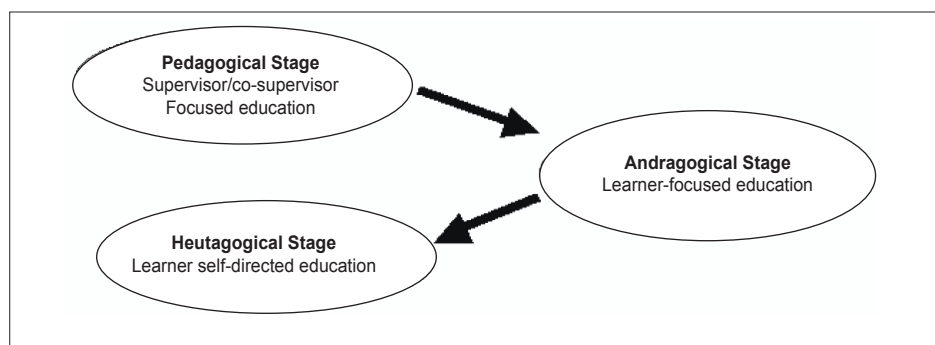 Pedagogical Stage
Supervisor/co-supervisor
Focused education
Andragogical Stage
Learner-focused education
Heutagogical Stage
Learner self-directed education